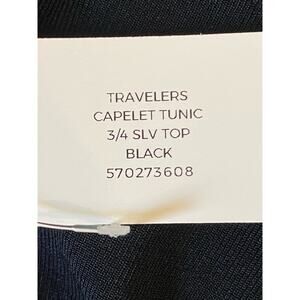 TRAVELERS
CAPELET TUNIC
3/4 SLV TOP
BLACK
570273608